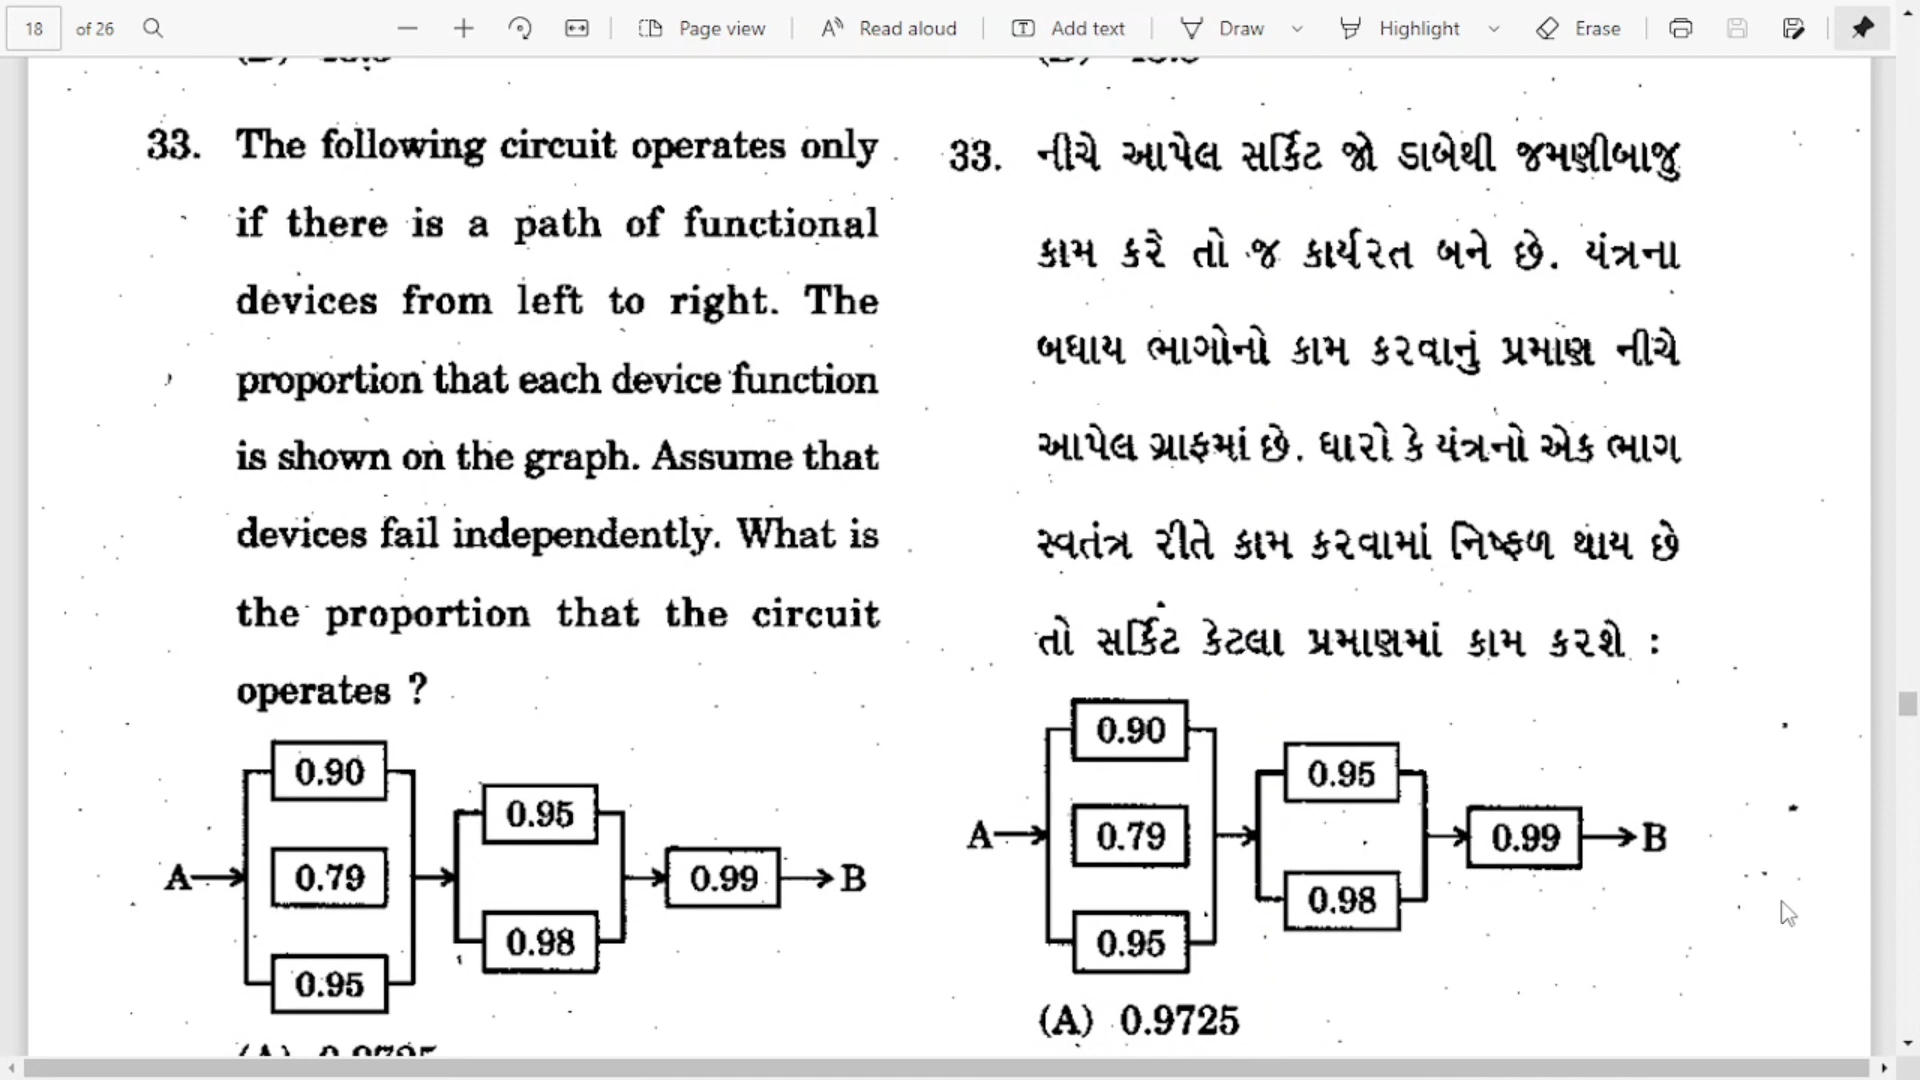 18 of 26 Page view Read aloud Add text Draw Highlight Erase
33. The following circuit operates only
if there is a path of functional
devices from left to right. The
proportion that each device function
is shown on the graph. Assume that
devices fail independently. What is
the proportion that the circuit
operates ?
0.90
0.95
A 0.79 0.99 B
0.98
0.95
33. નીચે આપેલ સર્કિટ જો ડાબેથી જમણીબાજુ
કામ કરે તો જ કાર્યરત બને છે. યંત્રના
બધાય ભાગોનો કામ કરવાનું પ્રમાણ નીચે
આપેલ ગ્રાફમાં છે. ધારો કે યંત્રનો એક ભાગ
સ્વતંત્ર રીતે કામ કરવામાં નિષ્ફળ થાય છે
તો સર્કિટ કેટલા પ્રમાણમાં કામ કરશે :
0.90
0.95
A 0.79 0.99 B
0.98
0.95
(A) 0.9725